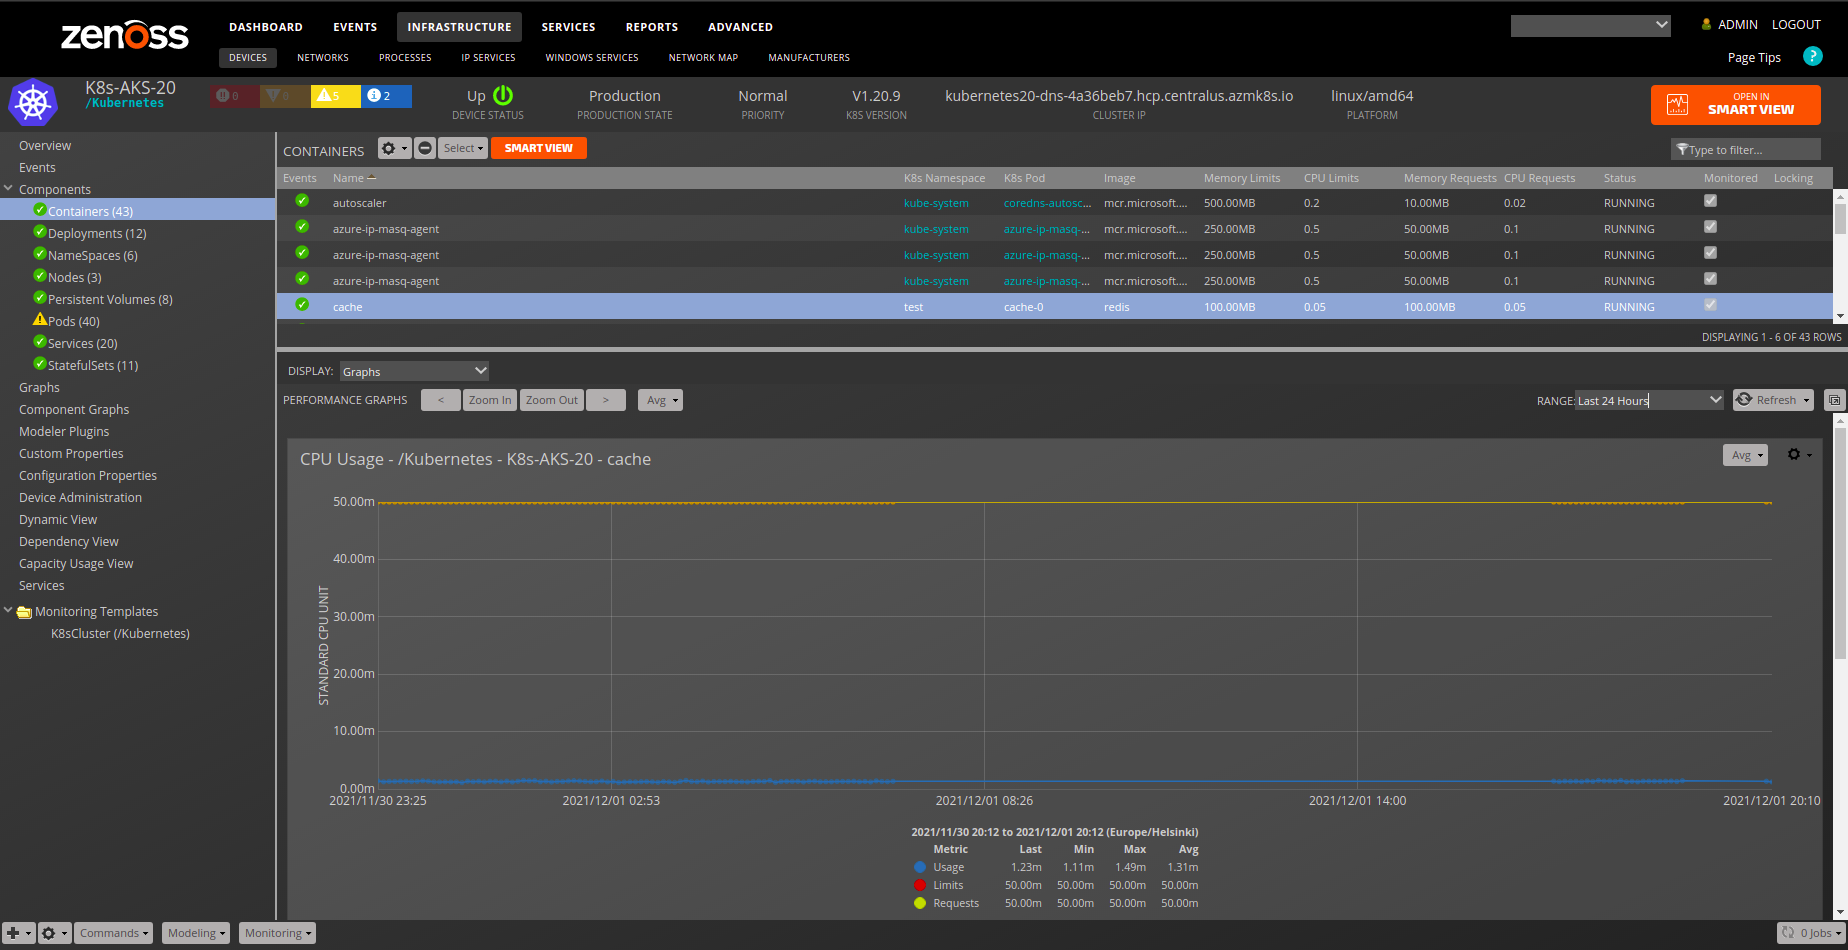 zenoss
DASHBOARD EVENTS INFRASTRUCTURE SERVICES REPORTS ADVANCED
ADMIN LOGOUT
DEVICES NETWORKS PROCESSES IP SERVICES WINDOWS SERVICES NETWORK MAP MANUFACTURERS
Page Tips ?
K8s-AKS-20
/Kubernetes
0 0 5 2
Up Production Normal V1.20.9 kubernetes20-dns-4a36beb7.hcp.centralus.azmk8s.io linux/amd64
DEVICE STATUS PRODUCTION STATE PRIORITY K8S VERSION CLUSTER IP PLATFORM
OPEN IN
SMART VIEW
Overview
Events
Components
Containers (43)
Deployments (12)
NameSpaces (6)
Nodes (3)
Persistent Volumes (8)
Pods (40)
Services (20)
StatefulSets (11)
Graphs
Component Graphs
Modeler Plugins
Custom Properties
Configuration Properties
Device Administration
Dynamic View
Dependency View
Capacity Usage View
Services
Monitoring Templates
K8sCluster (/Kubernetes)
CONTAINERS Select SMART VIEW Type to filter...
Events Name K8s Namespace K8s Pod Image Memory Limits CPU Limits Memory Requests CPU Requests Status Monitored Locking
autoscaler kube-system coredns-autosc... mcr.microsoft.... 500.00MB 0.2 10.00MB 0.02 RUNNING
azure-ip-masq-agent kube-system azure-ip-masq-... mcr.microsoft.... 250.00MB 0.5 50.00MB 0.1 RUNNING
azure-ip-masq-agent kube-system azure-ip-masq-... mcr.microsoft.... 250.00MB 0.5 50.00MB 0.1 RUNNING
azure-ip-masq-agent kube-system azure-ip-masq-... mcr.microsoft.... 250.00MB 0.5 50.00MB 0.1 RUNNING
cache test cache-0 redis 100.00MB 0.05 100.00MB 0.05 RUNNING
DISPLAYING 1 - 6 OF 43 ROWS
DISPLAY: Graphs
PERFORMANCE GRAPHS < Zoom In Zoom Out > Avg RANGE: Last 24 Hours Refresh
CPU Usage - /Kubernetes - K8s-AKS-20 - cache
Avg
STANDARD CPU UNIT
50.00m
40.00m
30.00m
20.00m
10.00m
0.00m
2021/11/30 23:25 2021/12/01 02:53 2021/12/01 08:26 2021/12/01 14:00 2021/12/01 20:10
2021/11/30 20:12 to 2021/12/01 20:12 (Europe/Helsinki)
Metric Last Min Max Avg
Usage 1.23m 1.11m 1.49m 1.31m
Limits 50.00m 50.00m 50.00m 50.00m
Requests 50.00m 50.00m 50.00m 50.00m
Commands Modeling Monitoring 0 Jobs